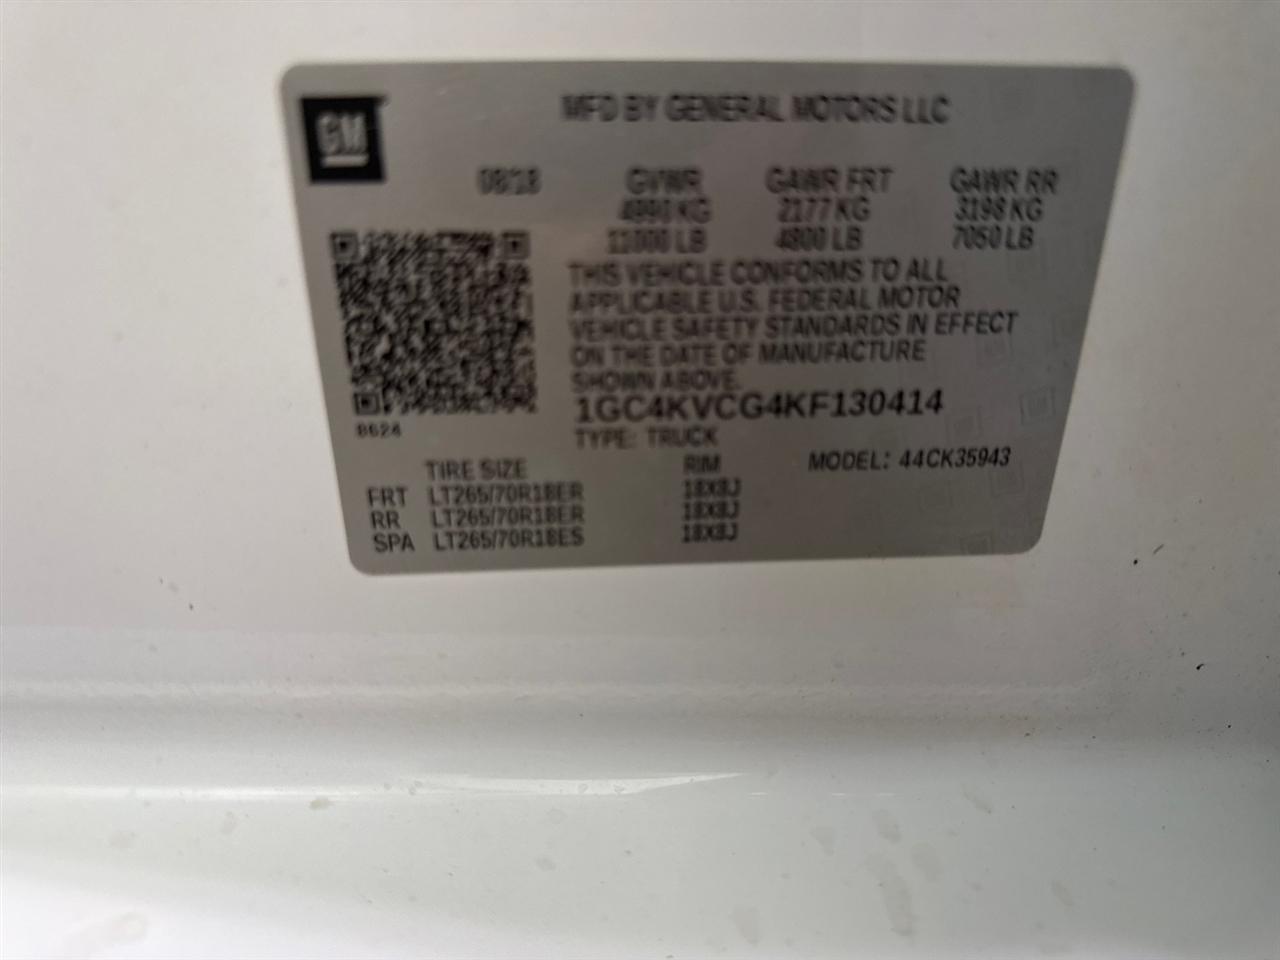 GM
MFD BY GENERAL MOTORS LLC
08/18 GVWR GAWR FRT GAWR RR
4990 KG 2177 KG 3198 KG
11000 LB 4800 LB 7050 LB
THIS VEHICLE CONFORMS TO ALL
APPLICABLE U.S. FEDERAL MOTOR
VEHICLE SAFETY STANDARDS IN EFFECT
ON THE DATE OF MANUFACTURE
SHOWN ABOVE.
1GC4KVCG4KF130414
8624
TYPE: TRUCK MODEL: 44CK35943
TIRE SIZE RIM
FRT LT265/70R18ER 18X8J
RR LT265/70R18ER 18X8J
SPA LT265/70R18ES 18X8J